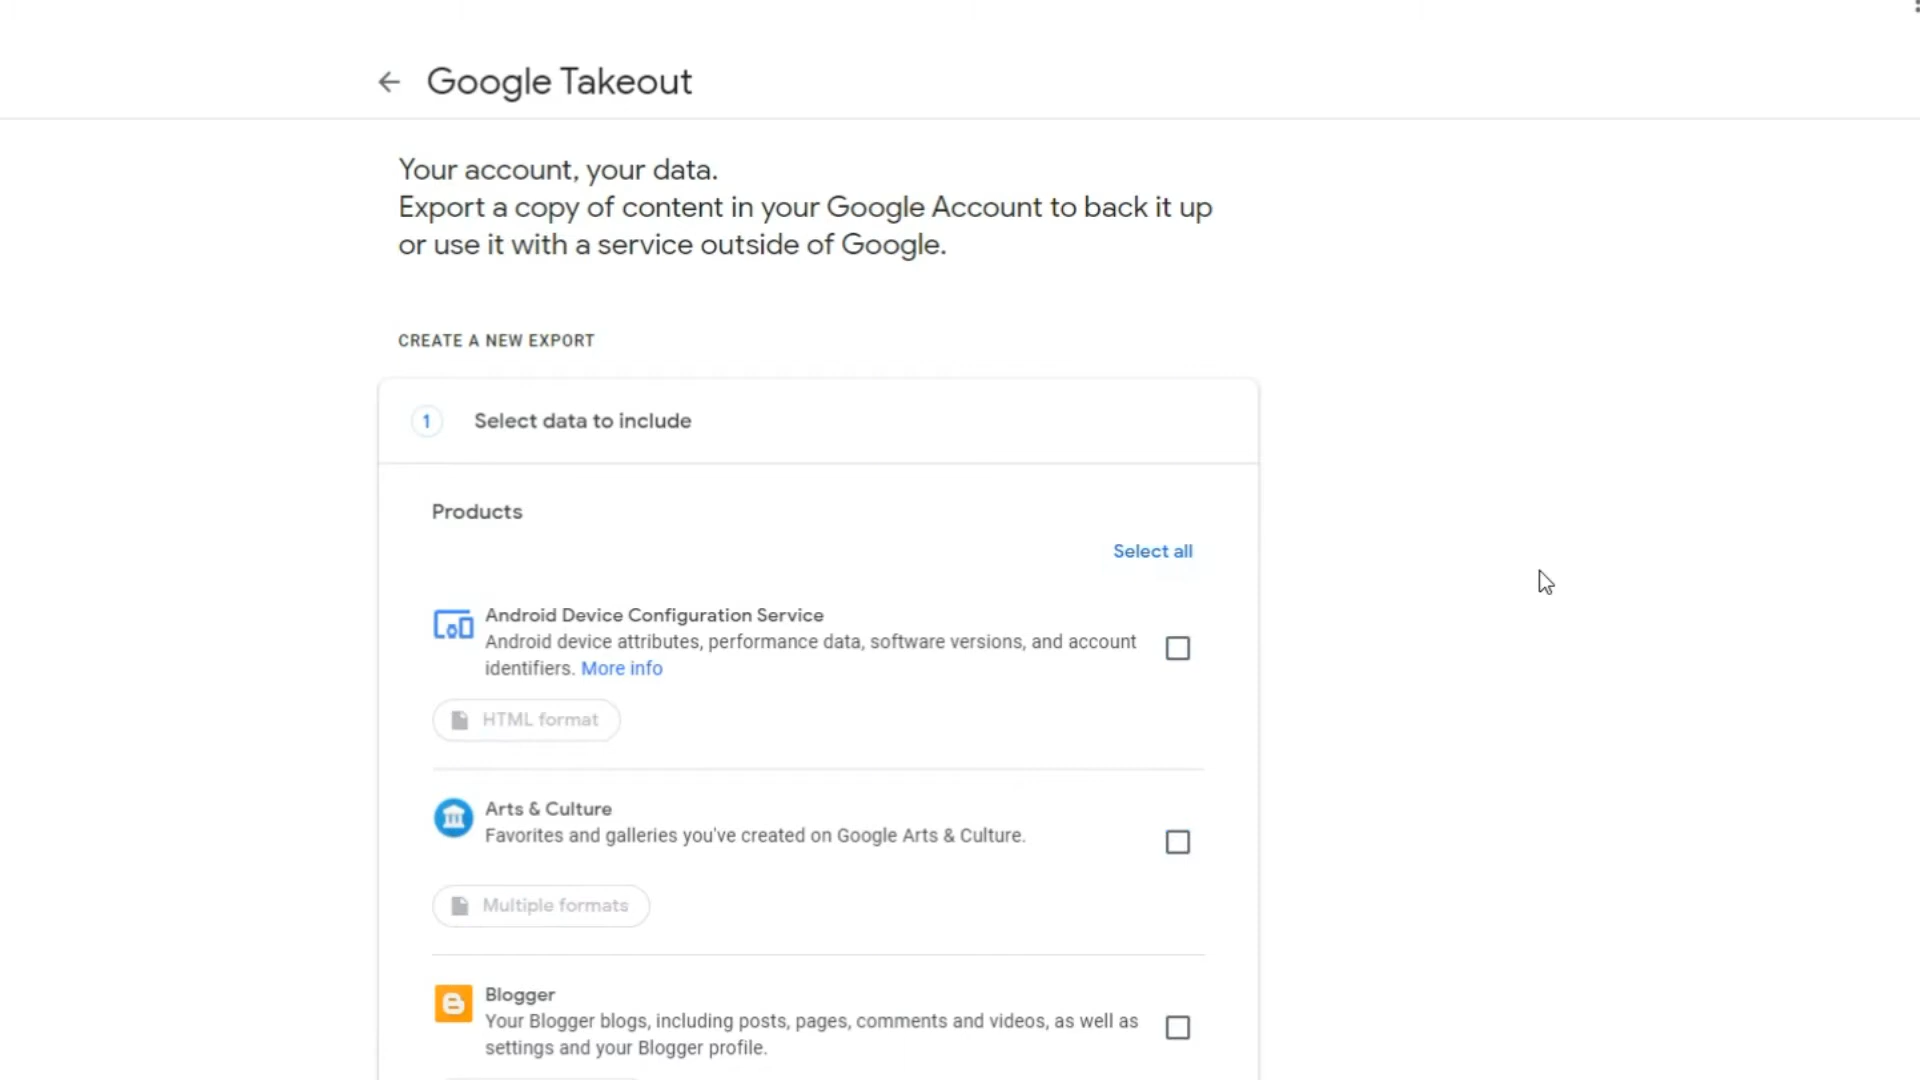 Google Takeout
Your account, your data.
Export a copy of content in your Google Account to back it up
or use it with a service outside of Google.
CREATE A NEW EXPORT
1 Select data to include
Products
Select all
Android Device Configuration Service
Android device attributes, performance data, software versions, and account
identifiers. More info
HTML format
Arts & Culture
Favorites and galleries you've created on Google Arts & Culture.
Multiple formats
Blogger
Your Blogger blogs, including posts, pages, comments and videos, as well as
settings and your Blogger profile.